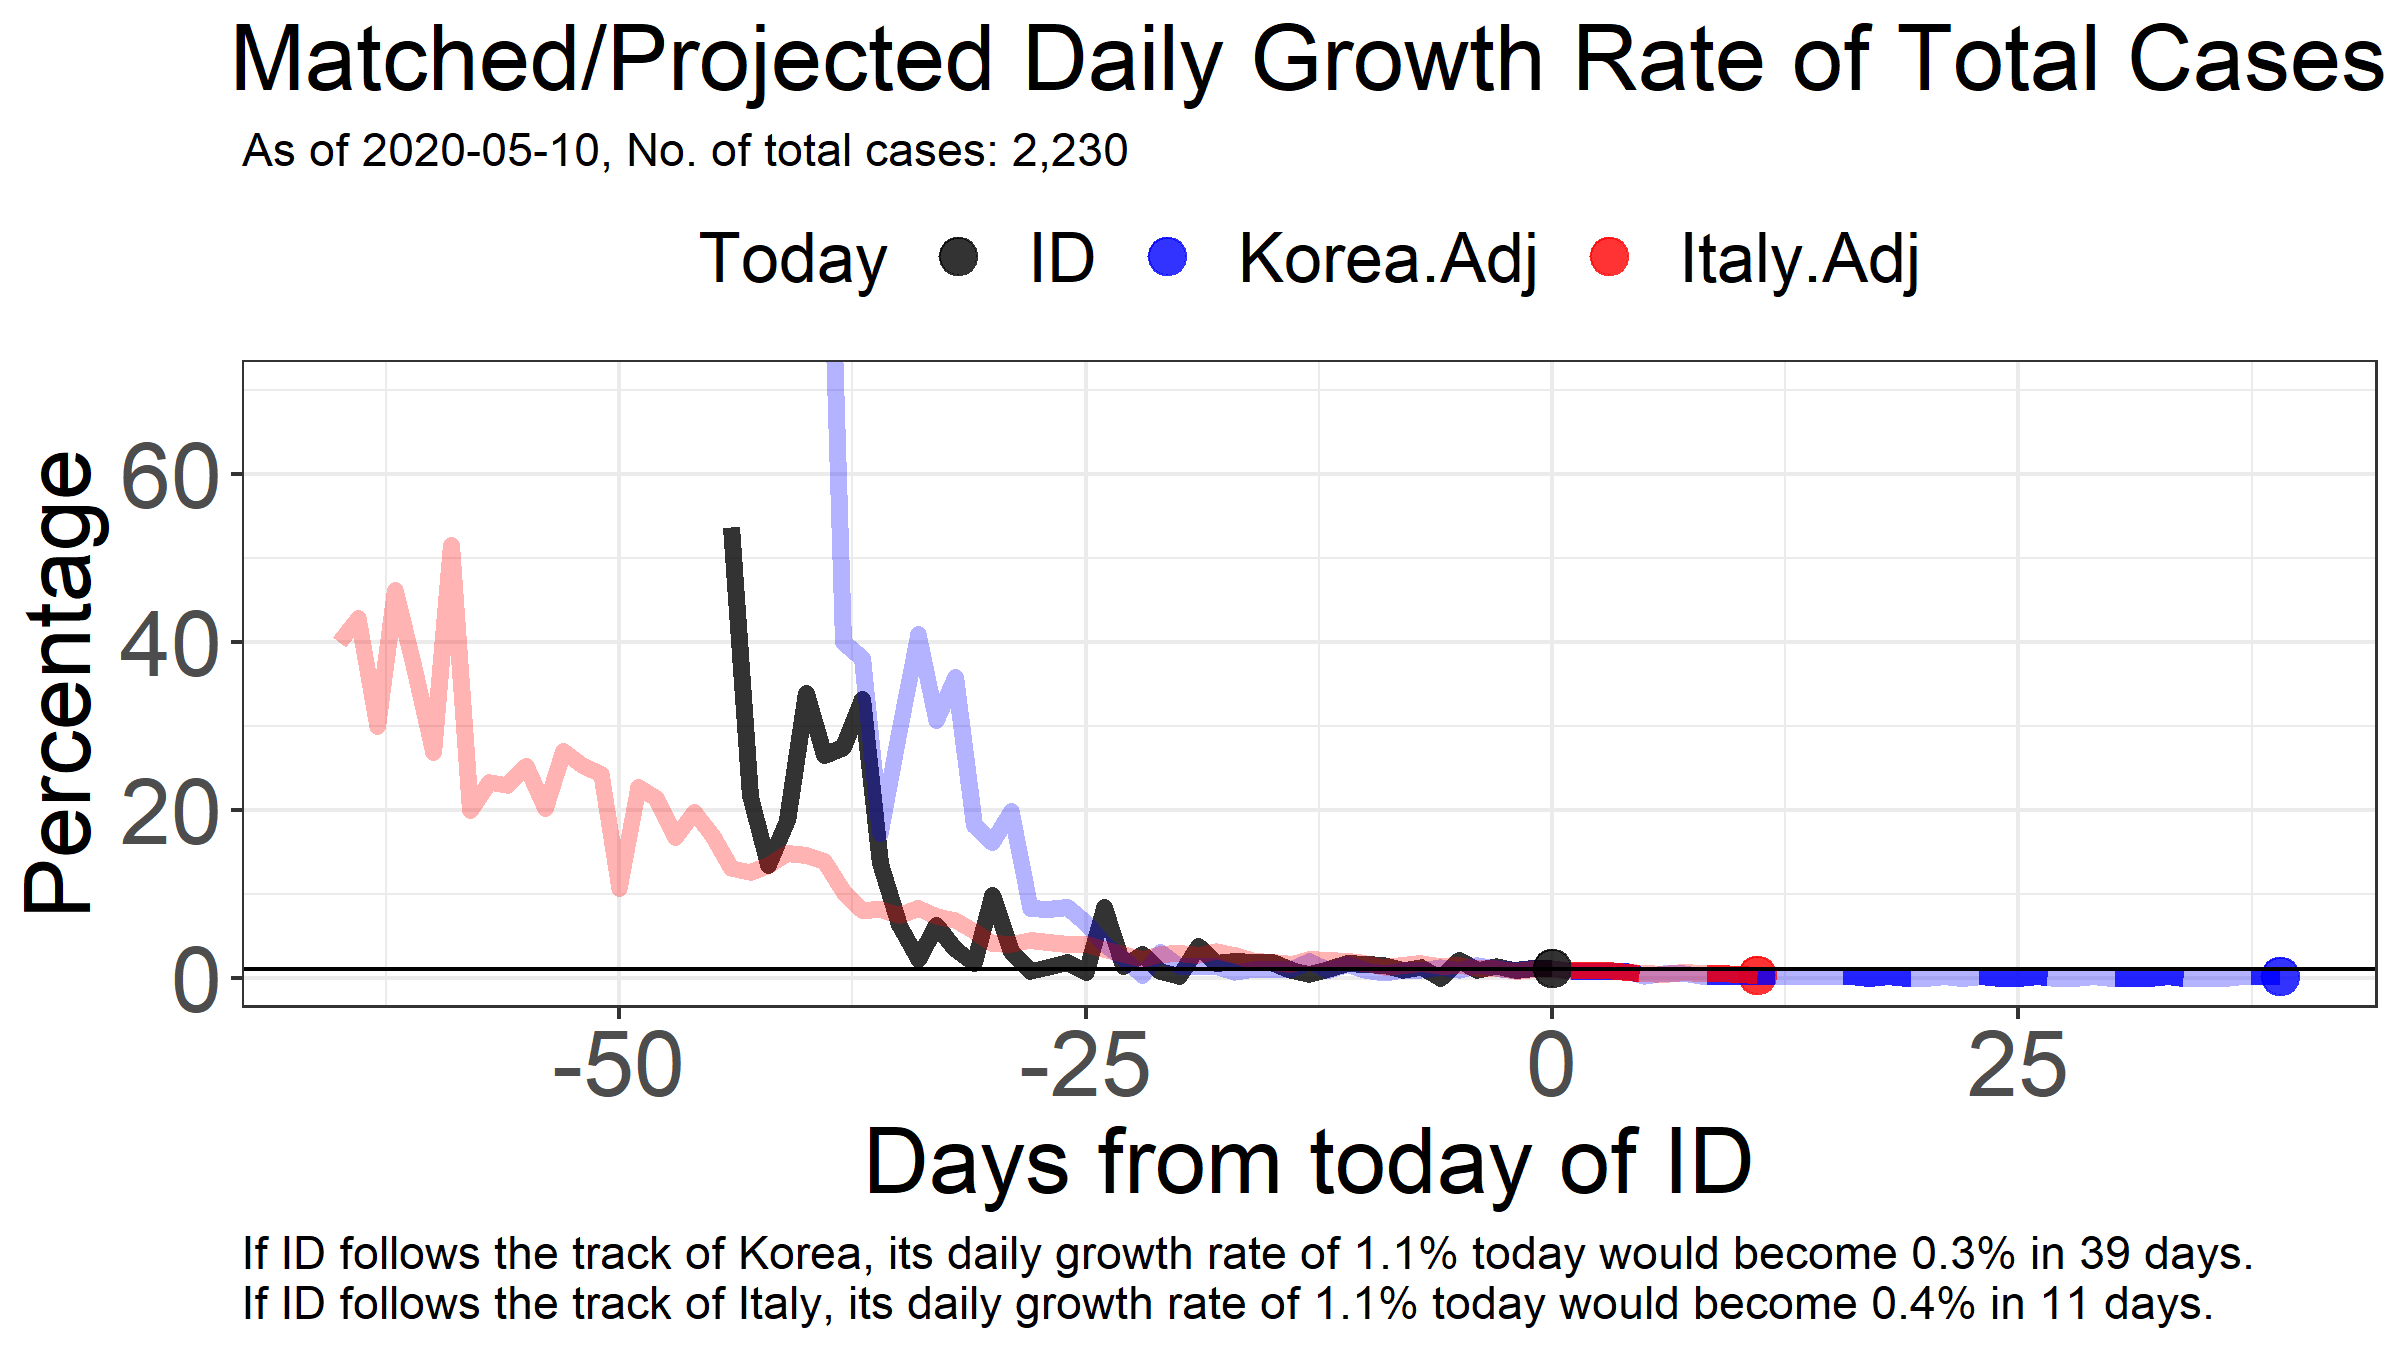 Matched/Projected Daily Growth Rate of Total Cases
As of 2020-05-10, No. of total cases: 2,230
Today ID Korea.Adj Italy.Adj
Percentage
60
40
20
0
-50 -25 0 25
Days from today of ID
If ID follows the track of Korea, its daily growth rate of 1.1% today would become 0.3% in 39 days.
If ID follows the track of Italy, its daily growth rate of 1.1% today would become 0.4% in 11 days.